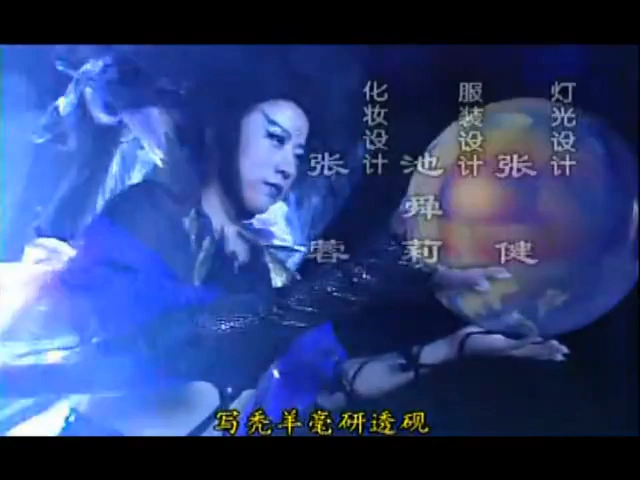 灯光设计
张健
服装设计
池舜莉
化妆设计
张蓉
写秃羊毫研透砚